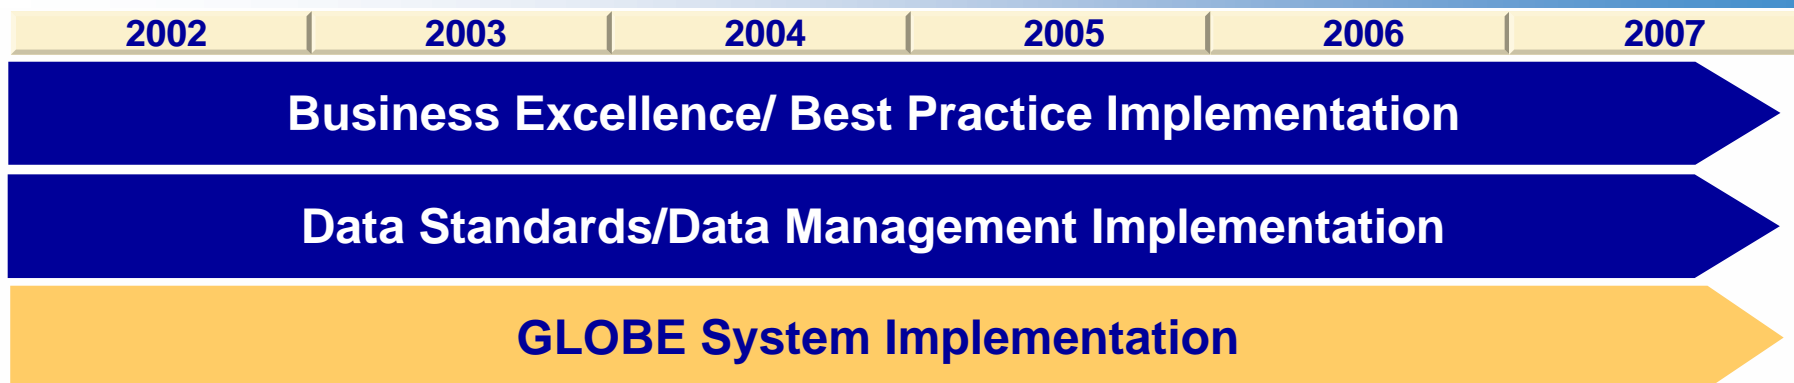 2002 2003 2004 2005 2006 2007
Business Excellence/ Best Practice Implementation
Data Standards/Data Management Implementation
GLOBE System Implementation